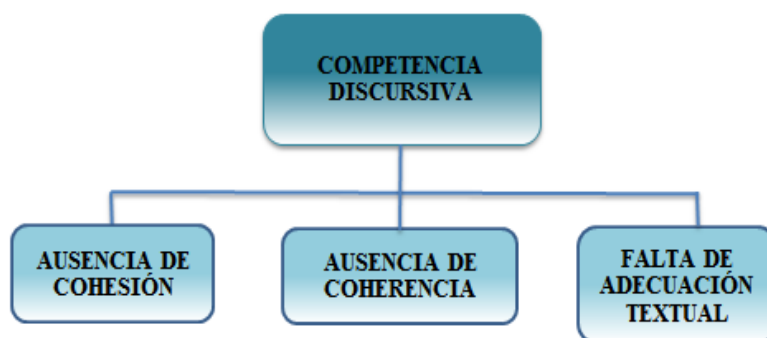 COMPETENCIA
DISCURSIVA
AUSENCIA DE
COHESIÓN
AUSENCIA DE
COHERENCIA
FALTA DE
ADECUACIÓN
TEXTUAL